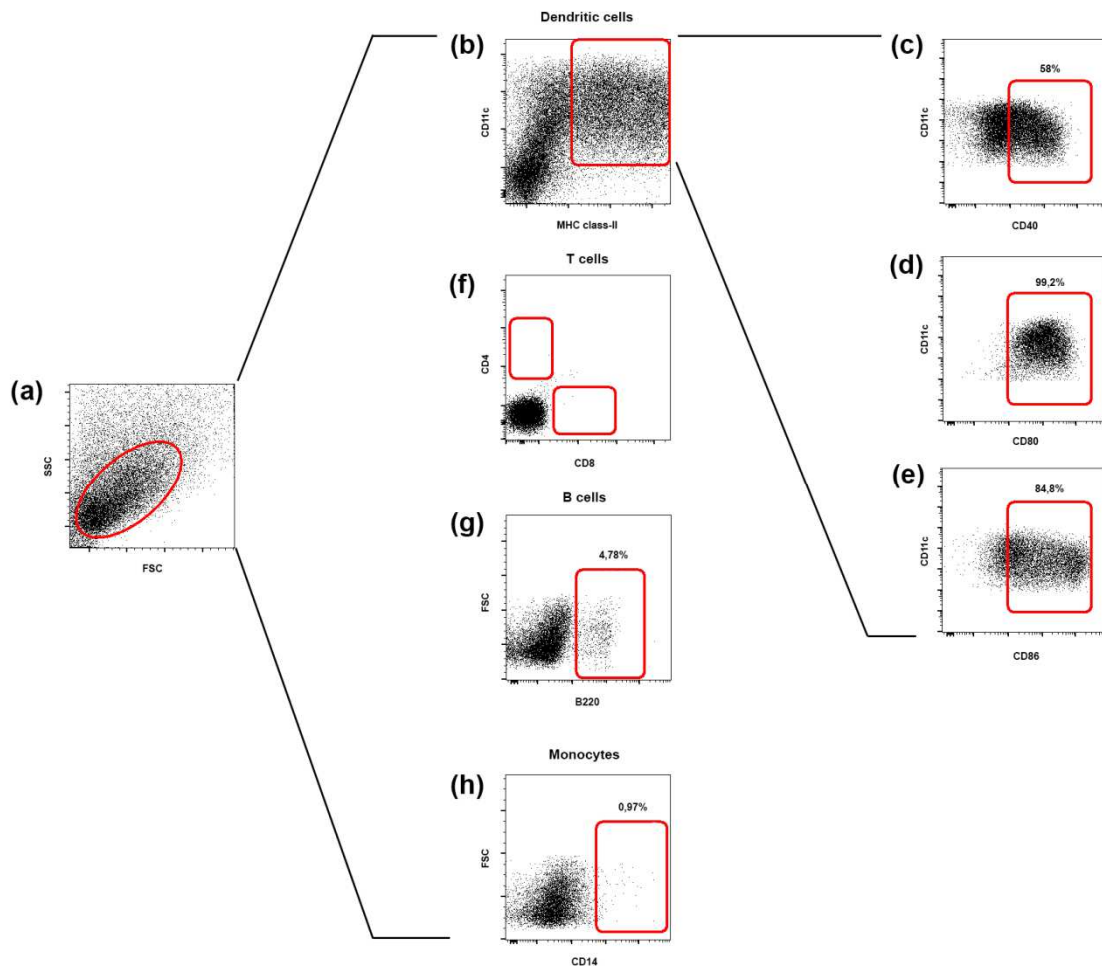 Dendritic cells
(b)
CD11c
MHC class-II
(c)
58%
CD11c
CD40
T cells
(f)
CD4
CD8
(d)
99,2%
CD11c
CD80
(a)
SSC
FSC
B cells
(g)
4,78%
FSC
B220
(e)
84,8%
CD11c
CD86
Monocytes
(h)
0,97%
FSC
CD14